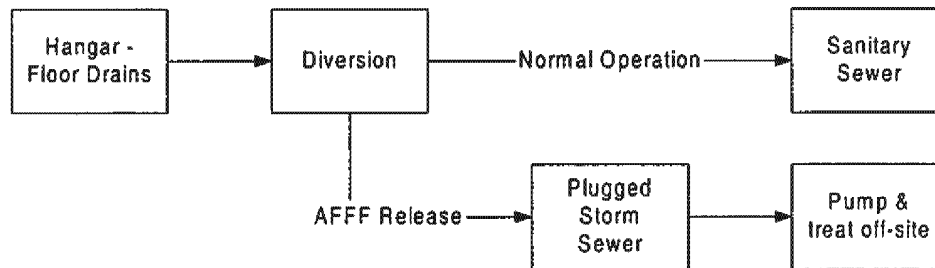 Hangar -
Floor Drains
Diversion
Normal Operation
Sanitary
Sewer
AFFF Release
Plugged
Storm
Sewer
Pump &
treat off-site